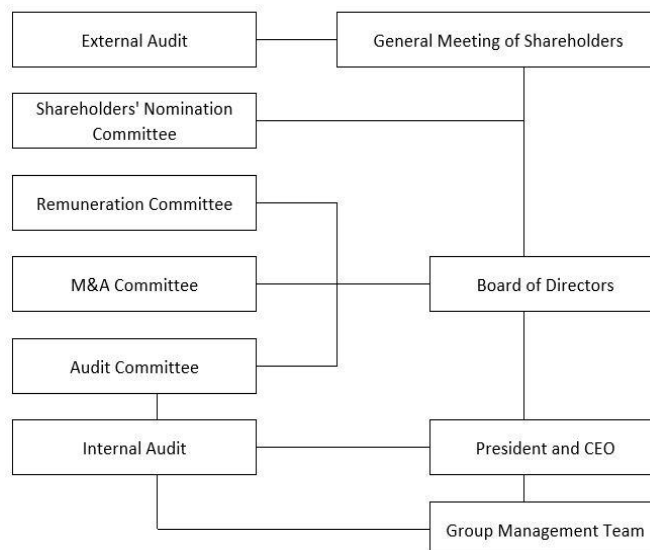 External Audit
General Meeting of Shareholders
Shareholders' Nomination
Committee
Remuneration Committee
M&A Committee
Board of Directors
Audit Committee
Internal Audit
President and CEO
Group Management Team